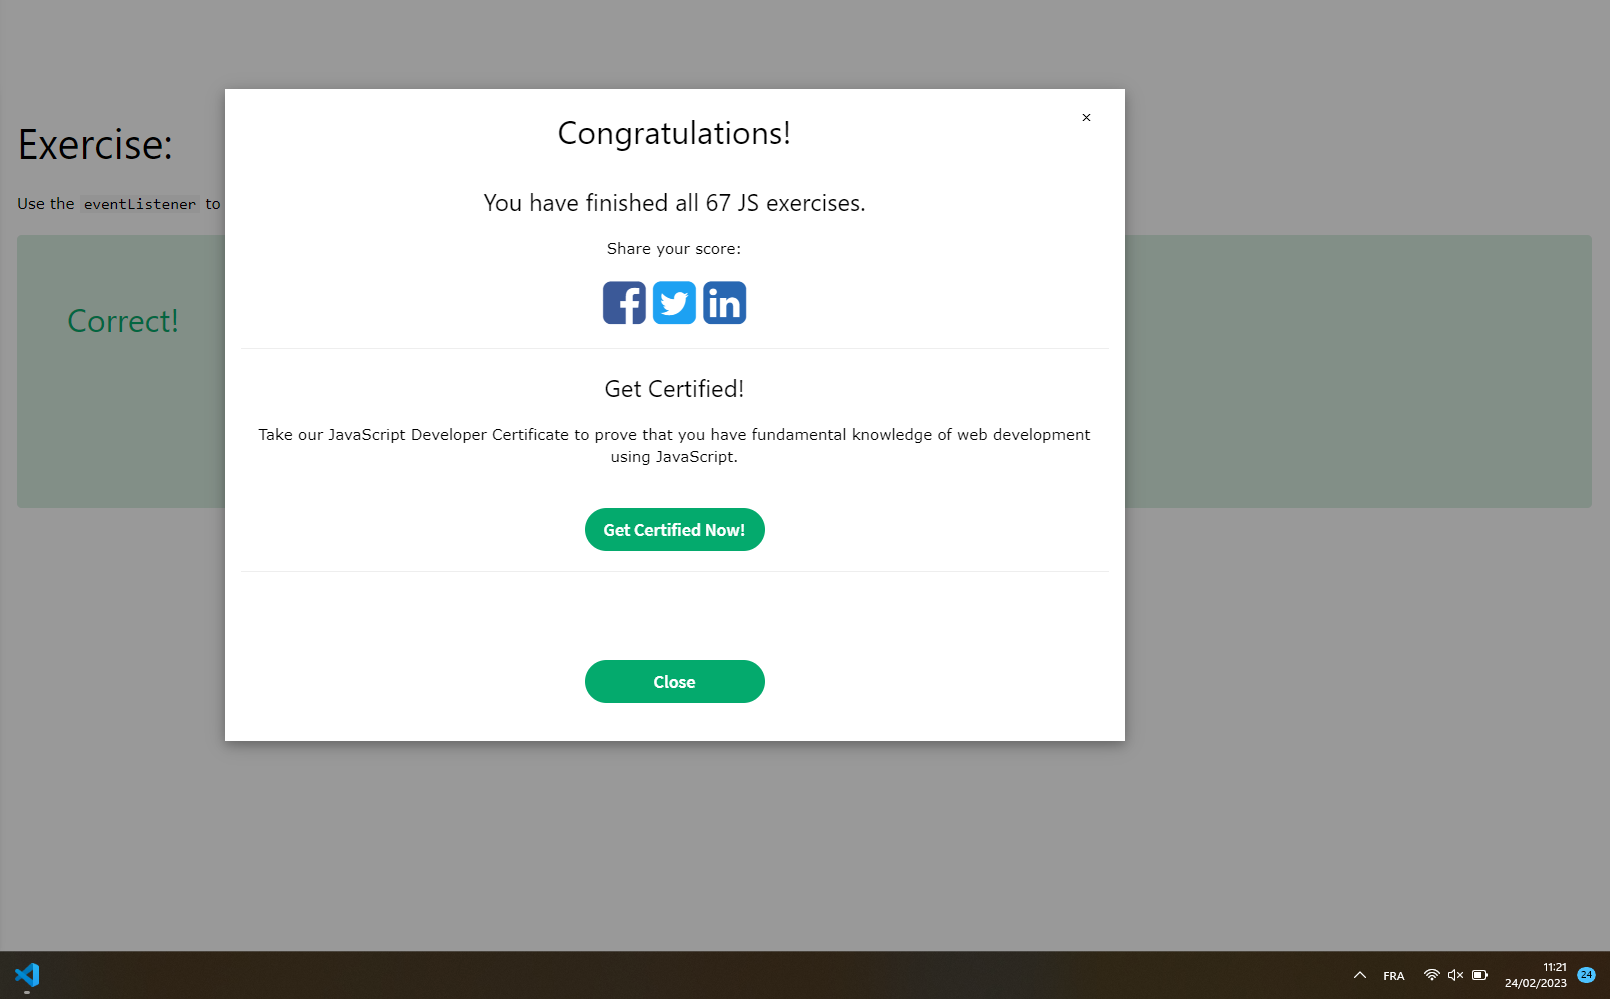 Exercise:
Use the eventListener to
Correct!
×
Congratulations!
You have finished all 67 JS exercises.
Share your score:
Get Certified!
Take our JavaScript Developer Certificate to prove that you have fundamental knowledge of web development
using JavaScript.
Get Certified Now!
Close
FRA
11:21
24/02/2023
24